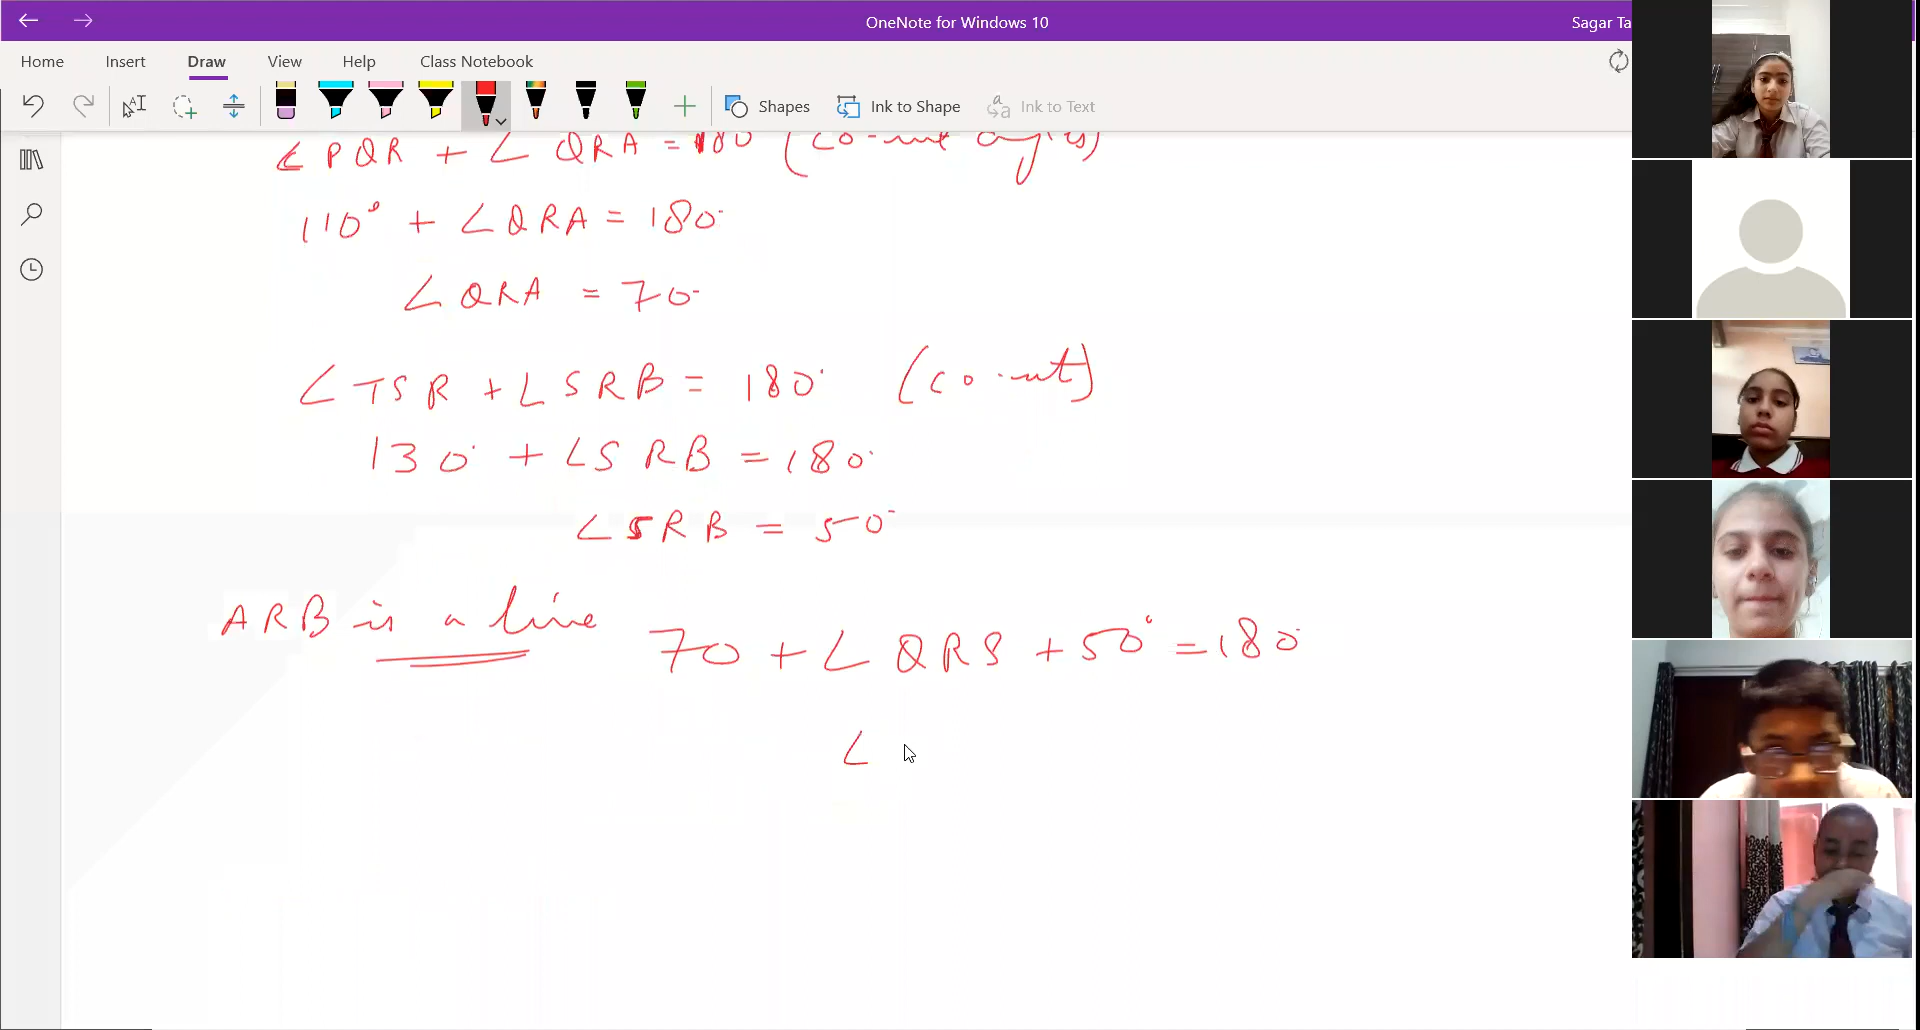 OneNote for Windows 10
Sagar Ta
Home Insert Draw View Help Class Notebook
Shapes Ink to Shape Ink to Text
∠PQR + ∠QRA = 180 (co-int angles)
110° + ∠QRA = 180°
∠QRA = 70°
∠TSR + ∠SRB = 180° (co-int)
130° + ∠SRB = 180°
∠SRB = 50°
ARB is a line 70 + ∠QRS + 50° = 180°
∠